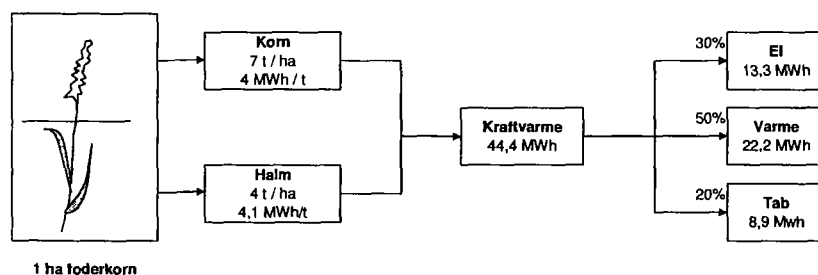 Korn
7 t / ha
4 MWh / t
Halm
4 t / ha
4,1 MWh/t
Kraftvarme
44,4 MWh
30%
El
13,3 MWh
50%
Varme
22,2 MWh
20%
Tab
8,9 Mwh
1 ha foderkorn